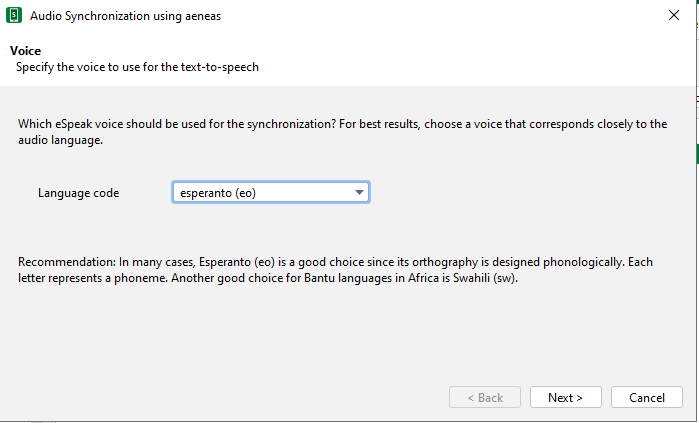 Audio Synchronization using aeneas
Voice
Specify the voice to use for the text-to-speech
Which eSpeak voice should be used for the synchronization? For best results, choose a voice that corresponds closely to the
audio language.
Language code
esperanto (eo)
Recommendation: In many cases, Esperanto (eo) is a good choice since its orthography is designed phonologically. Each
letter represents a phoneme. Another good choice for Bantu languages in Africa is Swahili (sw).
< Back
Next >
Cancel